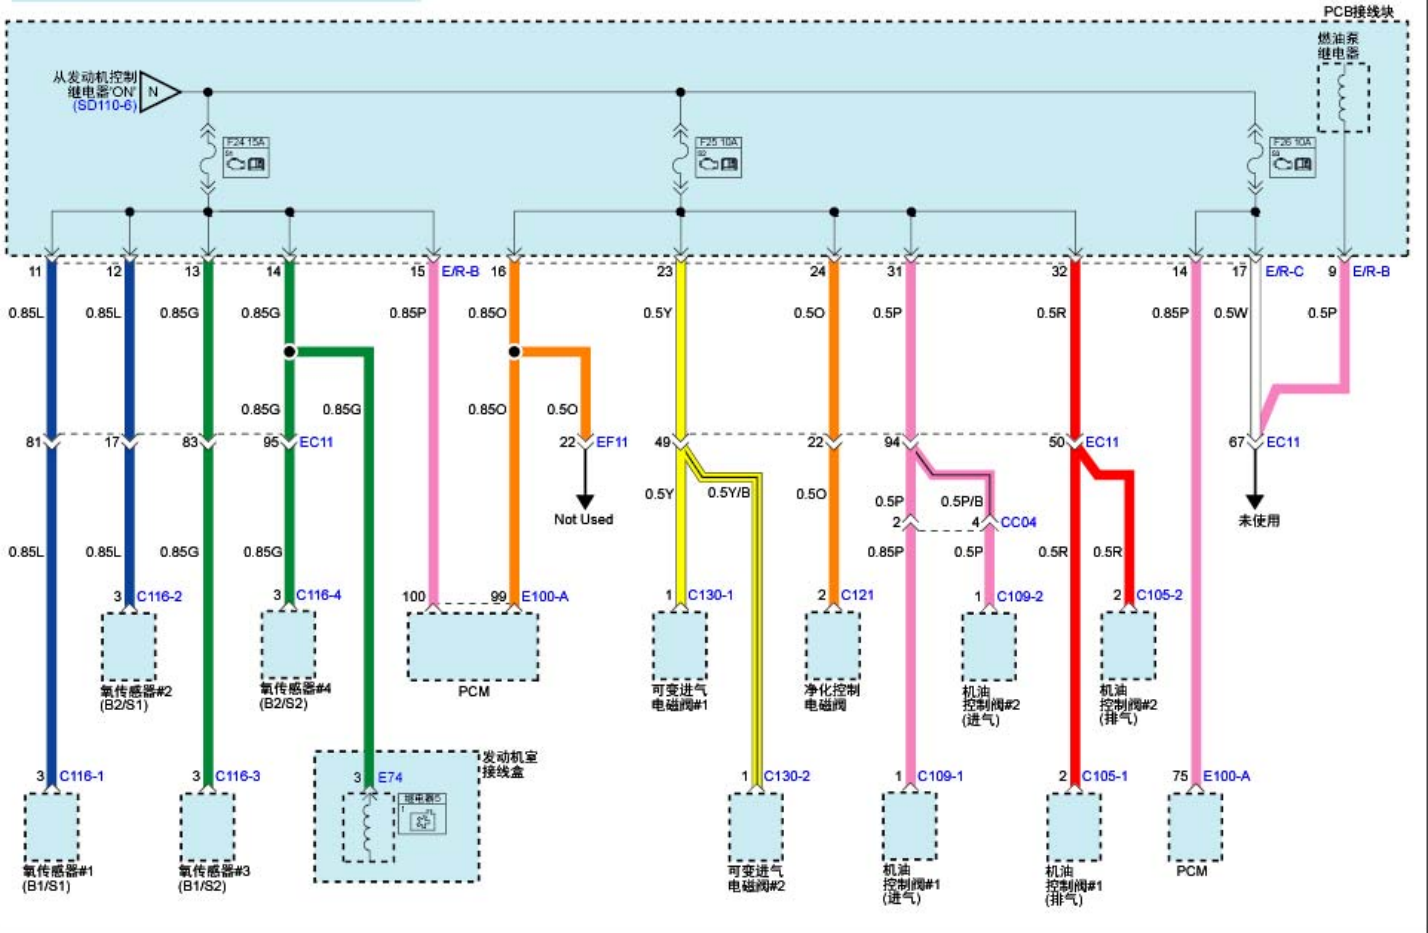 PCB接线块
燃油泵
继电器
从发动机控制
继电器'ON'
(SD110-6)
N
F24 15A
S1
F25 10A
S2
F26 10A
S3
11 12 13 14 15 E/R-B 16 23 24 31 32 14 17 E/R-C 9 E/R-B
0.85L 0.85L 0.85G 0.85G 0.85P 0.85O 0.5Y 0.5O 0.5P 0.5R 0.85P 0.5W 0.5P
0.85G 0.85G 0.85O 0.5O
81 17 83 95 EC11 22 EF11 49 22 94 50 EC11 67 EC11
0.5Y 0.5Y/B 0.5O 0.5P 0.5P/B
Not Used
2 4 CC04
未使用
0.85L 0.85L 0.85G 0.85G 0.85P 0.5P 0.5R 0.5R
3 C116-2 3 C116-4 100 99 E100-A 1 C130-1 2 C121 1 C109-2 2 C105-2
氧传感器#2
(B2/S1)
氧传感器#4
(B2/S2)
PCM
可变进气
电磁阀#1
净化控制
电磁阀
机油
控制阀#2
(进气)
机油
控制阀#2
(排气)
发动机室
接线盒
3 C116-1 3 C116-3 3 E74 1 C130-2 1 C109-1 2 C105-1 75 E100-A
继电器5
1
氧传感器#1
(B1/S1)
氧传感器#3
(B1/S2)
可变进气
电磁阀#2
机油
控制阀#1
(进气)
机油
控制阀#1
(排气)
PCM